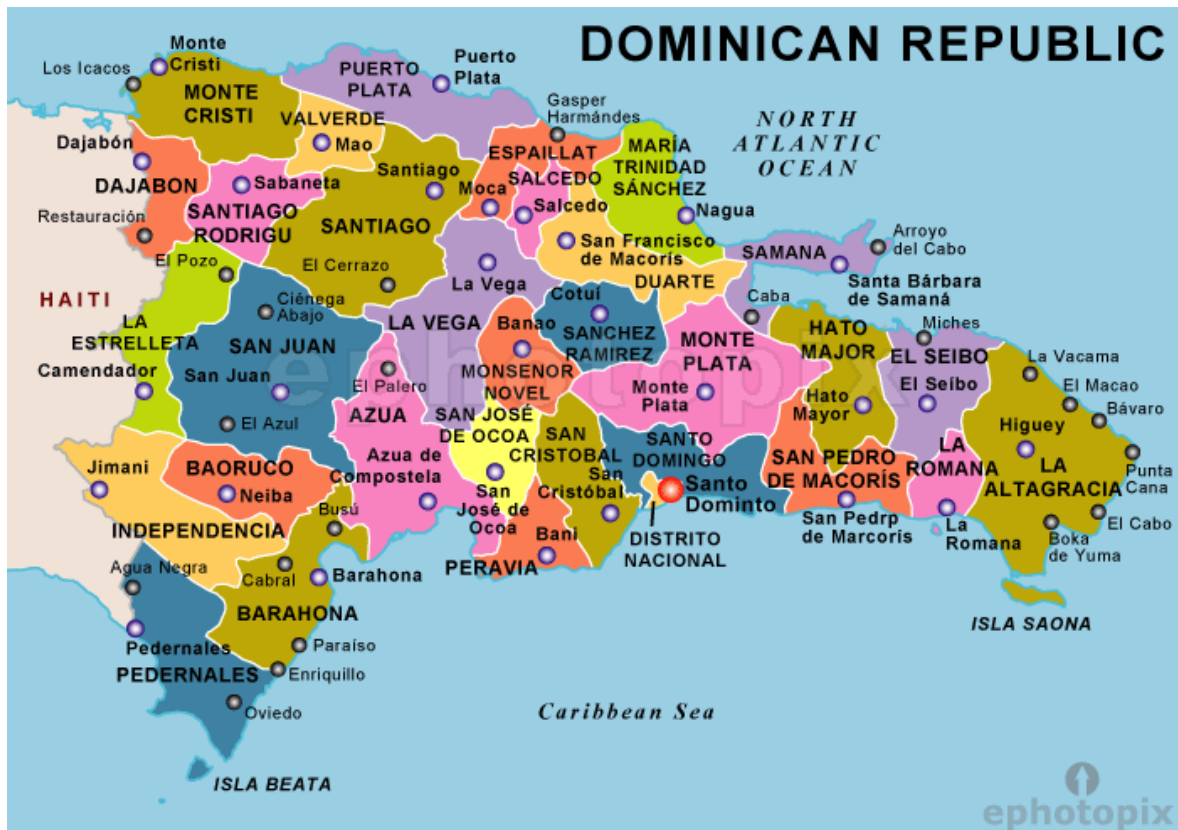 DOMINICAN REPUBLIC
Monte
Cristi
Los Icacos
MONTE
CRISTI
PUERTO
PLATA
Puerto
Plata
Gasper
Harmándes
NORTH
ATLANTIC
OCEAN
VALVERDE
Mao
Dajabón
DAJABON
Sabaneta
SANTIAGO
RODRIGU
Restauración
Santiago
SANTIAGO
ESPAILLAT
Moca
SALCEDO
Salcedo
MARÍA
TRINIDAD
SÁNCHEZ
Nagua
San Francisco
de Macorís
DUARTE
SAMANA
Arroyo
del Cabo
Santa Bárbara
de Samaná
El Pozo
El Cerrazo
La Vega
LA VEGA
HAITI
Ciénega
Abajo
LA
ESTRELLETA
Camendador
SAN JUAN
San Juan
El Azul
Cotuí
SANCHEZ
RAMIREZ
Banao
MONSENOR
NOVEL
Caba
MONTE
PLATA
Monte
Plata
HATO
MAJOR
Hato
Mayor
Miches
EL SEIBO
El Seíbo
La Vacama
El Macao
Bávaro
Higuey
LA
ALTAGRACIA
Punta
Cana
El Cabo
Boka
de Yuma
ephotopix
El Palero
AZUA
Azua de
Compostela
SAN JOSÉ
DE OCOA
San
José de
Ocoa
SAN
CRISTOBAL
San
Cristóbal
SANTO
DOMINGO
Santo
Dominto
DISTRITO
NACIONAL
SAN PEDRO
DE MACORÍS
San Pedrp
de Marcorís
LA
ROMANA
La
Romana
Jimani
BAORUCO
Neiba
INDEPENDENCIA
Busú
Bani
PERAVIA
Agua Negra
Cabral
Barahona
BARAHONA
ISLA SAONA
Pedernales
PEDERNALES
Paraíso
Enriquillo
Oviedo
Caribbean Sea
ISLA BEATA
ephotopix